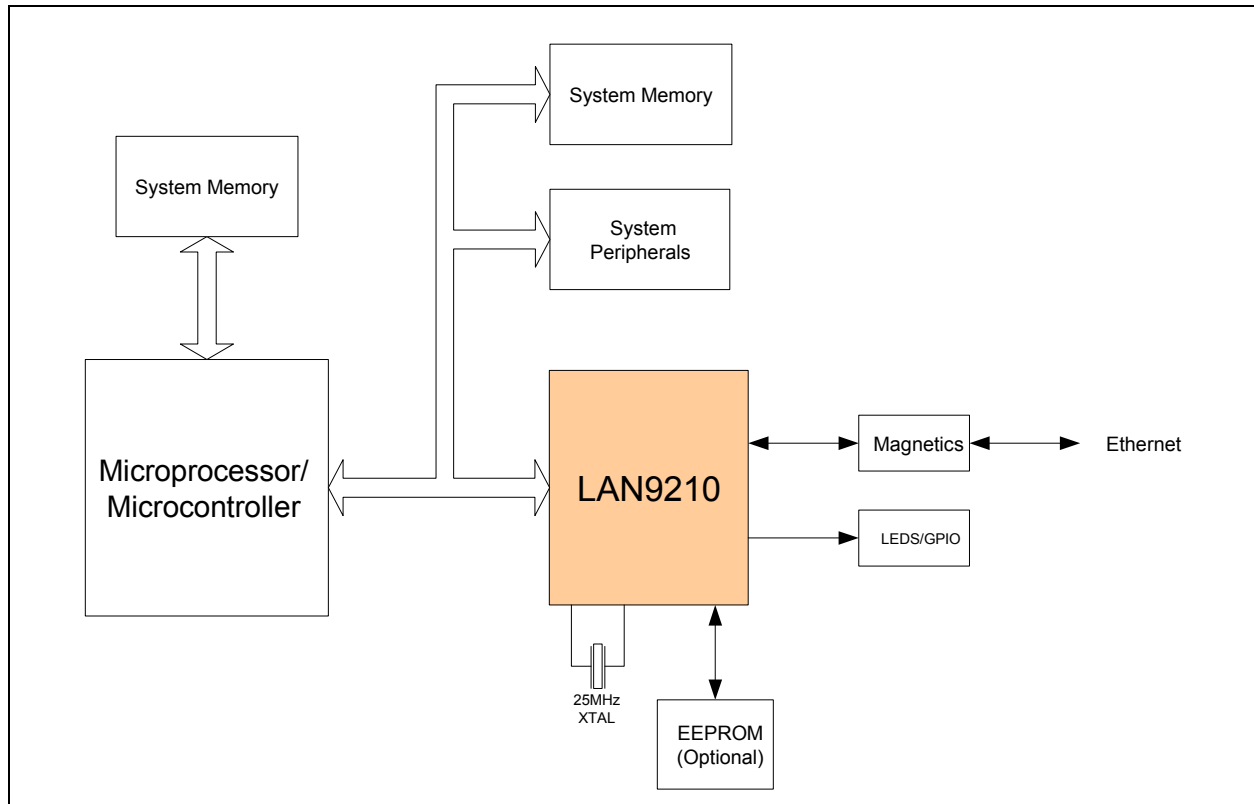 System Memory
System Memory
System
Peripherals
Microprocessor/
Microcontroller
LAN9210
Magnetics
Ethernet
LEDS/GPIO
25MHz
XTAL
EEPROM
(Optional)